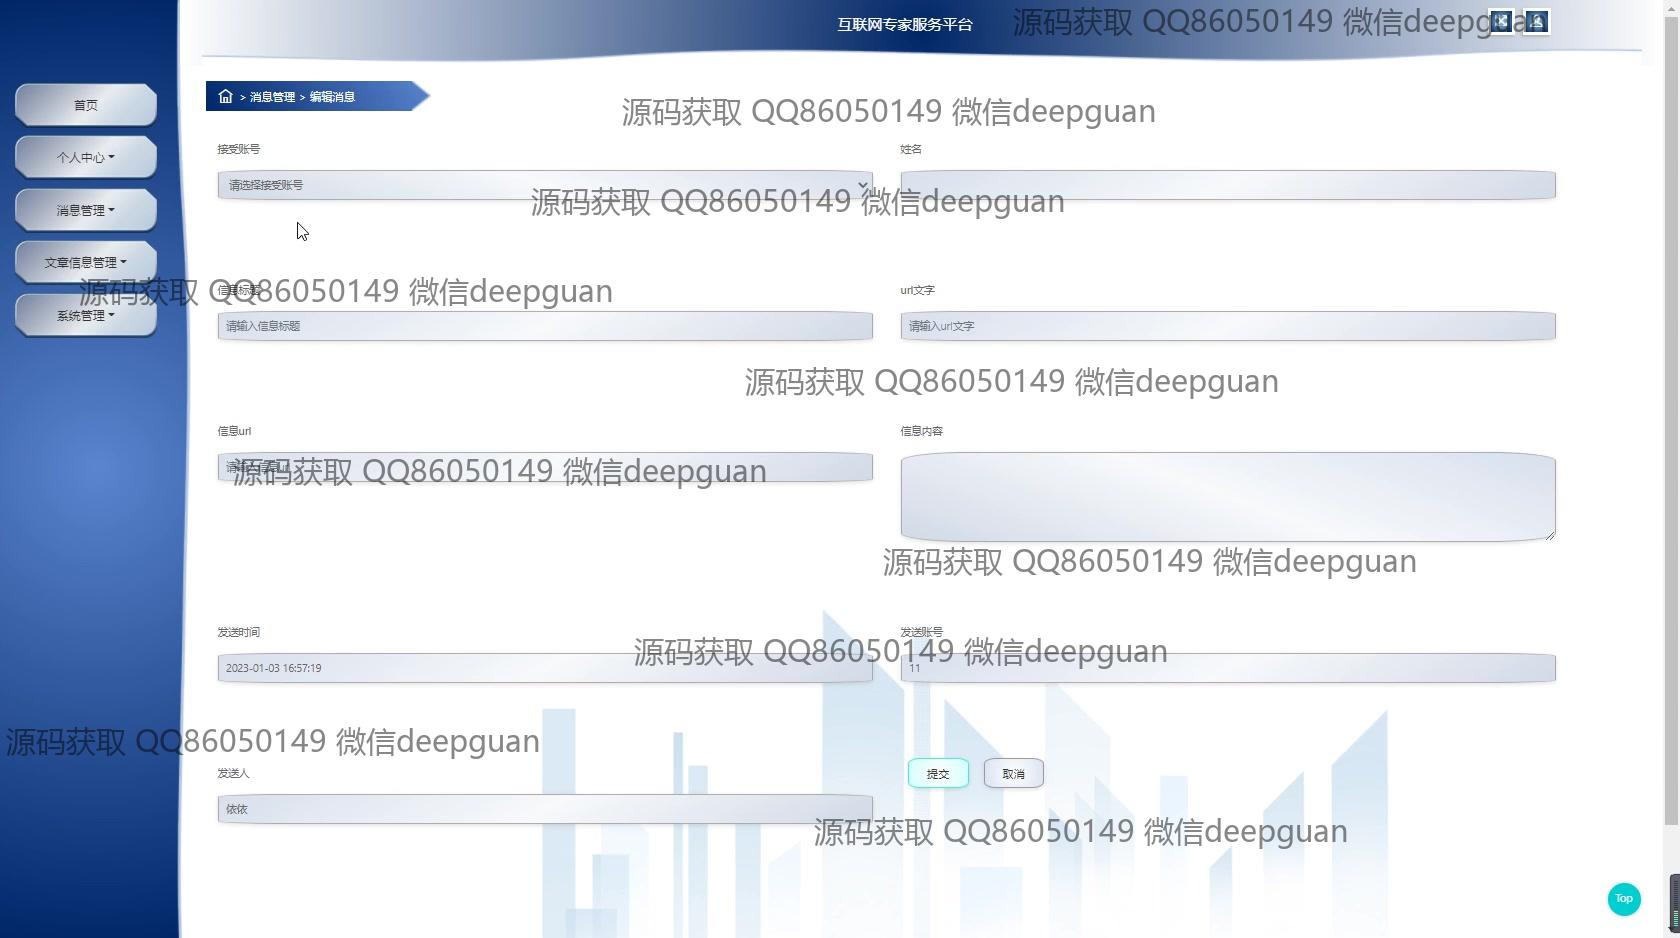 互联网专家服务平台
源码获取 QQ86050149 微信deepguan
首页
个人中心
消息管理
文章信息管理
系统管理
> 消息管理 > 编辑消息
源码获取 QQ86050149 微信deepguan
接受账号
姓名
请选择接受账号
源码获取 QQ86050149 微信deepguan
源码获取 QQ86050149 微信deepguan
信息标题
url文字
请输入信息标题
请输入url文字
源码获取 QQ86050149 微信deepguan
信息url
信息内容
请输入信息url
源码获取 QQ86050149 微信deepguan
源码获取 QQ86050149 微信deepguan
发送时间
发送账号
源码获取 QQ86050149 微信deepguan
2023-01-03 16:57:19
11
源码获取 QQ86050149 微信deepguan
发送人
提交
取消
依依
源码获取 QQ86050149 微信deepguan
Top